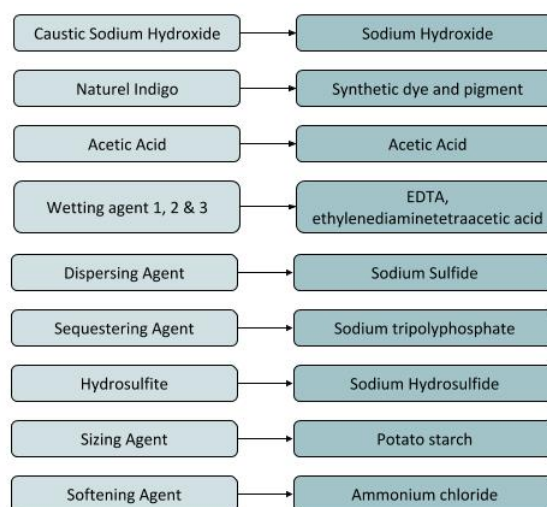 Caustic Sodium Hydroxide
Sodium Hydroxide
Naturel Indigo
Synthetic dye and pigment
Acetic Acid
Acetic Acid
Wetting agent 1, 2 & 3
EDTA,
ethylenediaminetetraacetic acid
Dispersing Agent
Sodium Sulfide
Sequestering Agent
Sodium tripolyphosphate
Hydrosulfite
Sodium Hydrosulfide
Sizing Agent
Potato starch
Softening Agent
Ammonium chloride